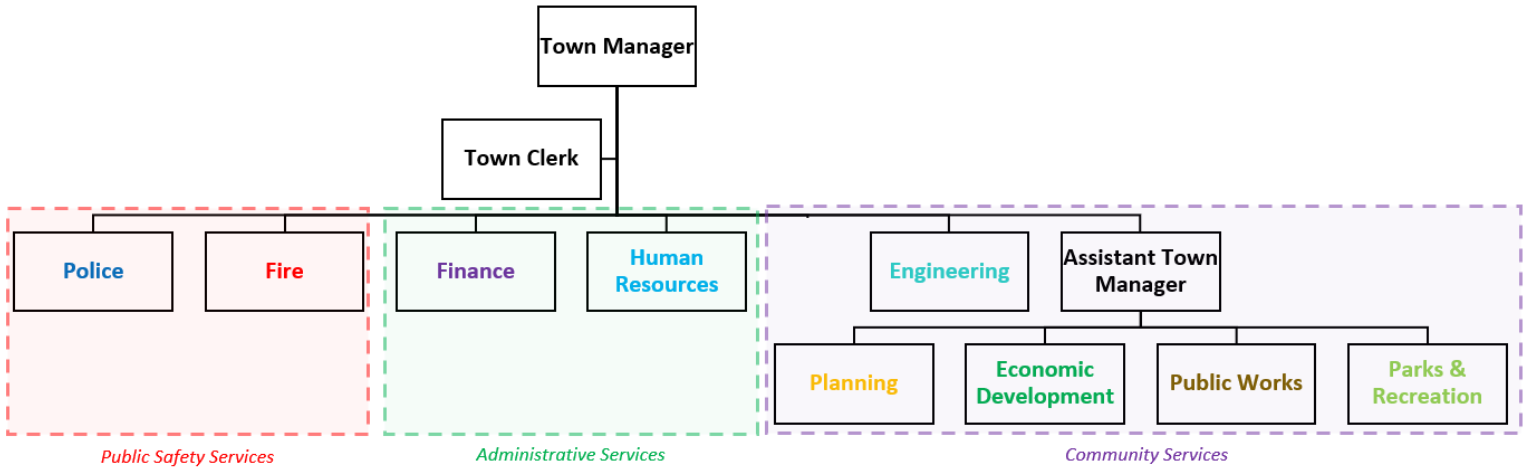 Town Manager
Town Clerk
Police
Fire
Finance
Human
Resources
Engineering
Assistant Town
Manager
Planning
Economic
Development
Public Works
Parks &
Recreation
Public Safety Services
Administrative Services
Community Services